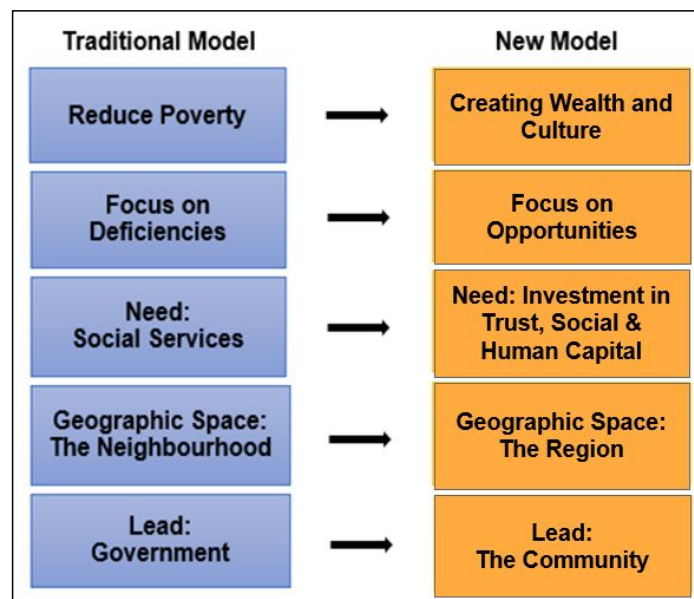 Traditional Model
New Model
Reduce Poverty
Creating Wealth and
Culture
Focus on
Deficiencies
Focus on
Opportunities
Need:
Social Services
Need: Investment in
Trust, Social &
Human Capital
Geographic Space:
The Neighbourhood
Geographic Space:
The Region
Lead:
Government
Lead:
The Community